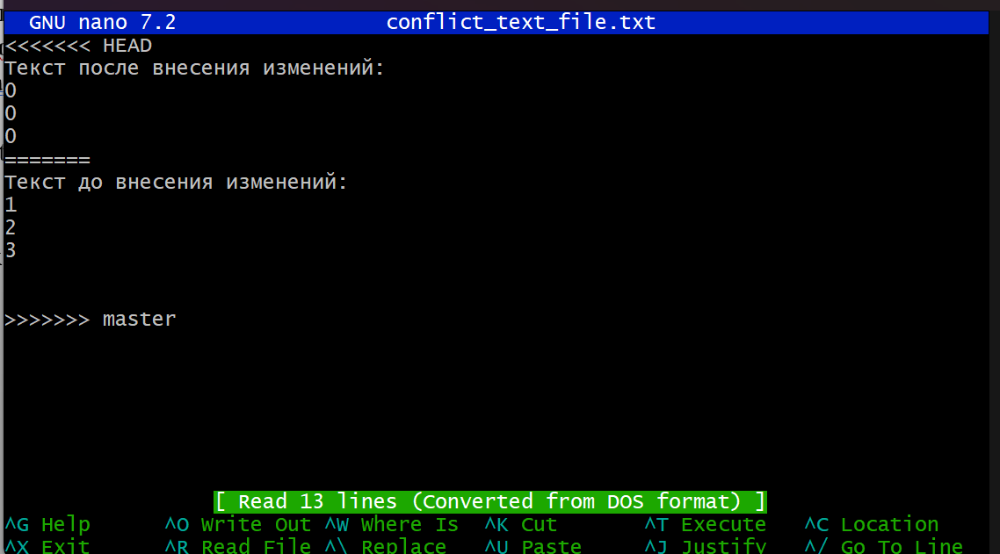 GNU nano 7.2 conflict_text_file.txt
<<<<<<< HEAD
Текст после внесения изменений:
0
0
0
=======
Текст до внесения изменений:
1
2
3
>>>>>>> master
[ Read 13 lines (Converted from DOS format) ]
^G Help ^O Write Out ^W Where Is ^K Cut ^T Execute ^C Location
^X Exit ^R Read File ^\ Replace ^U Paste ^J Justify ^/ Go To Line